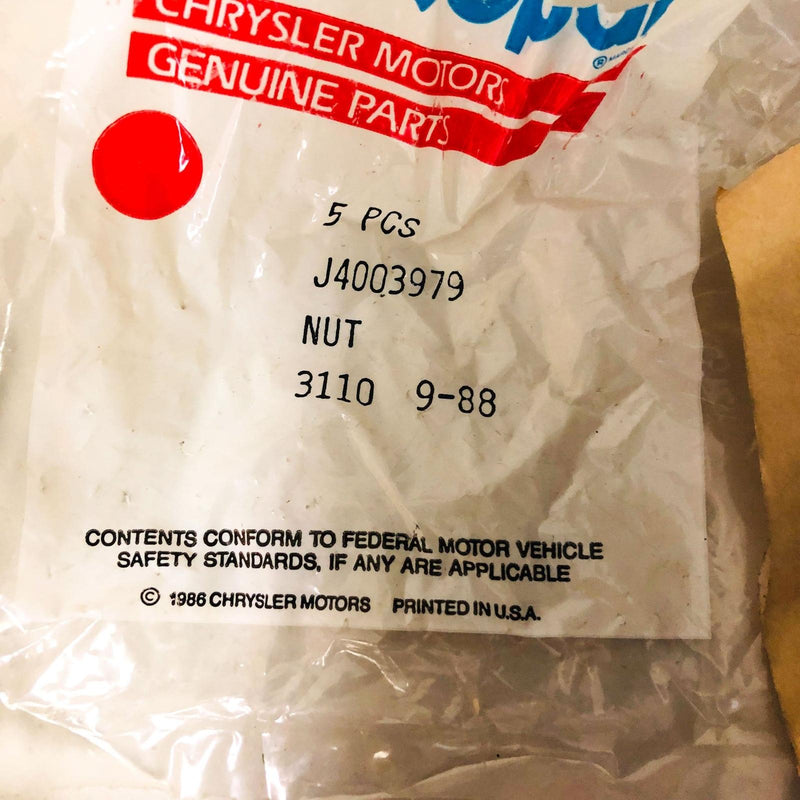 Mopar
CHRYSLER MOTORS
GENUINE PARTS
5 PCS
J4003979
NUT
3110 9-88
CONTENTS CONFORM TO FEDERAL MOTOR VEHICLE
SAFETY STANDARDS, IF ANY ARE APPLICABLE
© 1986 CHRYSLER MOTORS PRINTED IN U.S.A.